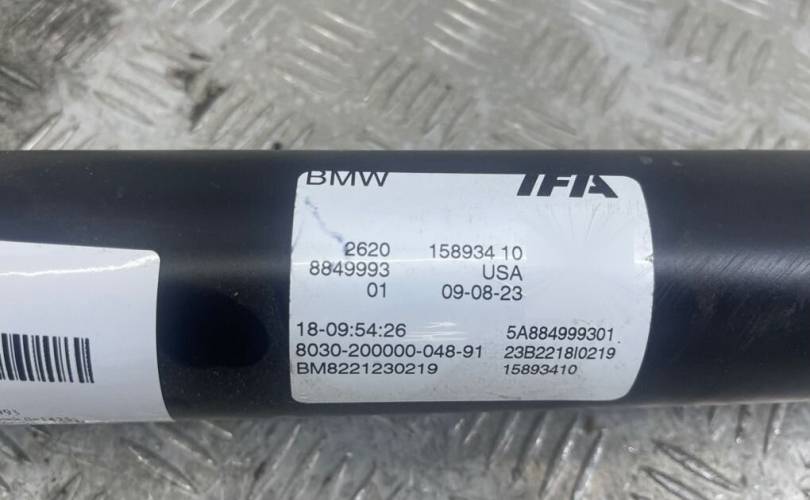 BMW IFA
2620 158934 10
8849993 USA
01 09-08-23
18-09:54:26 5A884999301
8030-200000-048-91 23B2218I0219
BM8221230219 15893410